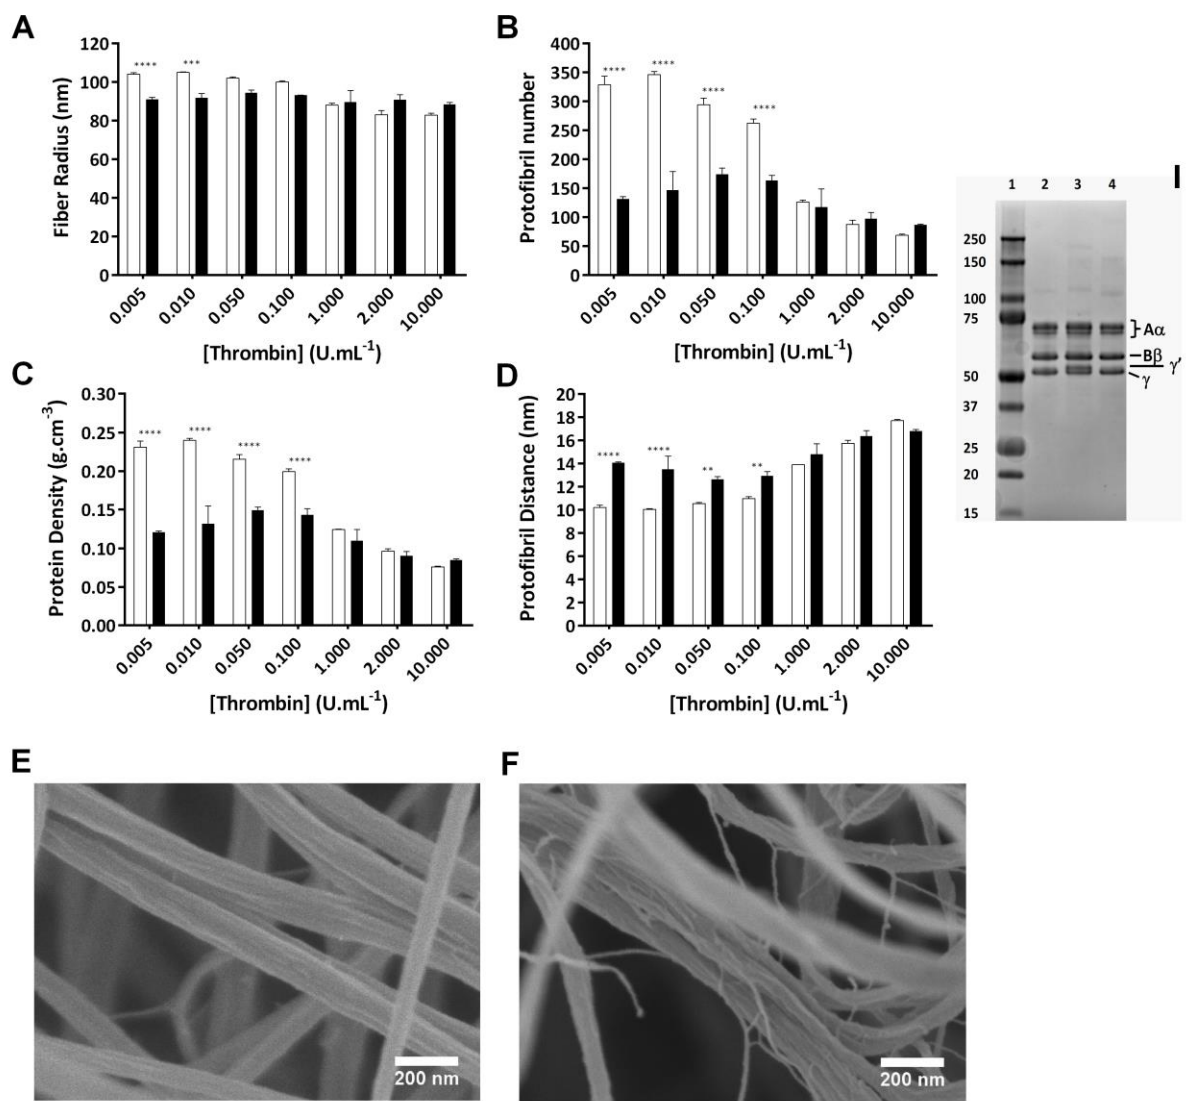 A
120
100
80
60
40
20
0
Fiber Radius (nm)
**** ***
0.005 0.010 0.050 0.100 1.000 2.000 10.000
[Thrombin] (U.mL-1)
B
400
350
300
250
200
150
100
50
0
Protofibril number
**** **** **** ****
0.005 0.010 0.050 0.100 1.000 2.000 10.000
[Thrombin] (U.mL-1)
I
1 2 3 4
250
150
100
75
50
37
25
20
15
Aα
Bβ
γ'
γ
C
0.30
0.25
0.20
0.15
0.10
0.05
0.00
Protein Density (g.cm-3)
**** **** **** ****
0.005 0.010 0.050 0.100 1.000 2.000 10.000
[Thrombin] (U.mL-1)
D
20
18
16
14
12
10
8
6
4
2
0
Protofibril Distance (nm)
**** **** ** **
0.005 0.010 0.050 0.100 1.000 2.000 10.000
[Thrombin] (U.mL-1)
E
200 nm
F
200 nm